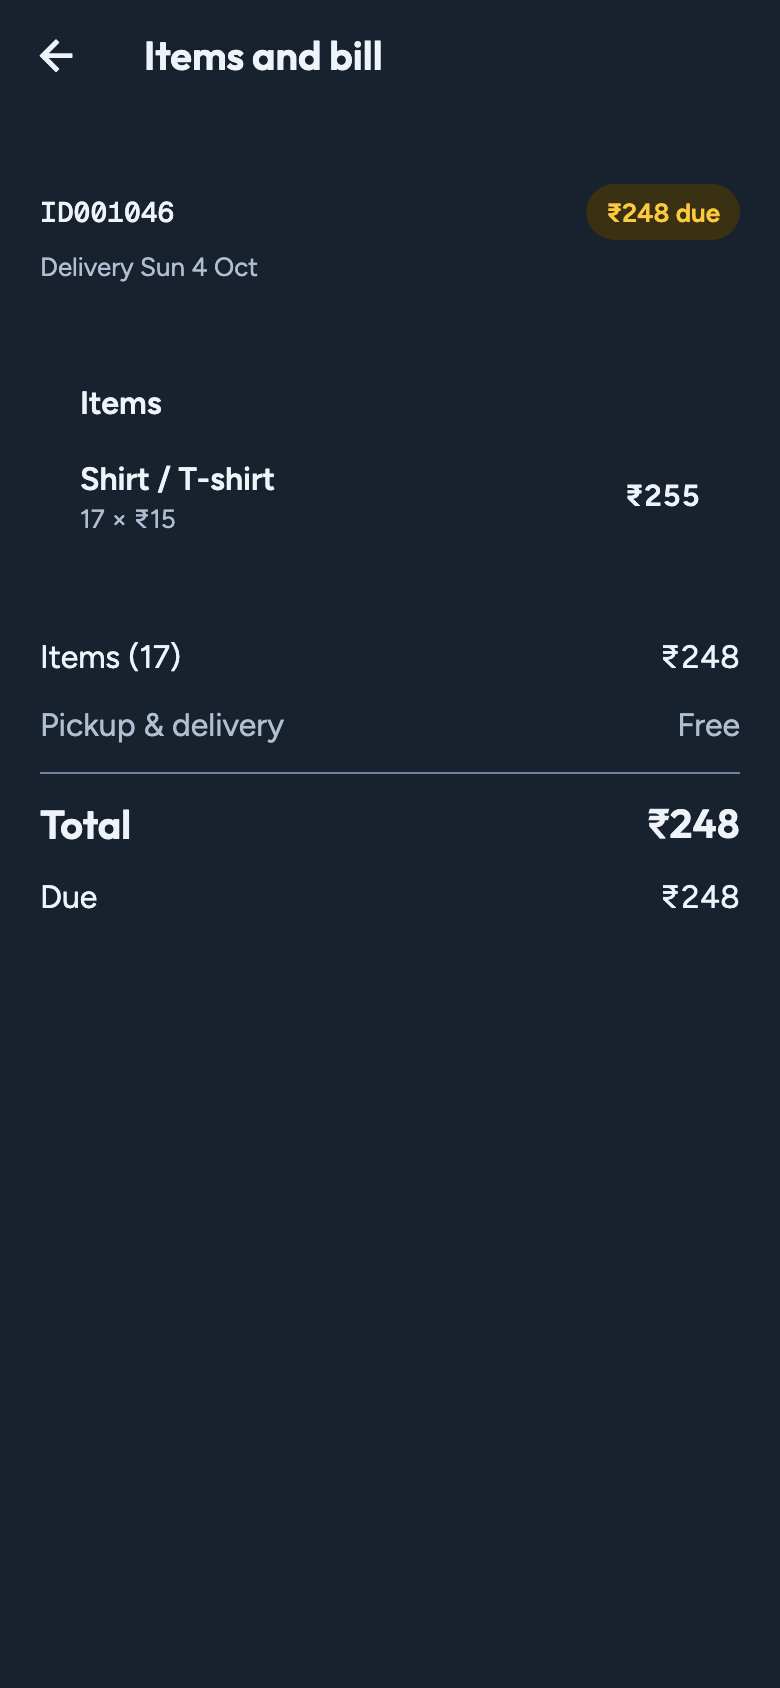 Items and bill
ID001046
₹248 due
Delivery Sun 4 Oct
Items
Shirt / T-shirt
₹255
17 × ₹15
Items (17)
₹248
Pickup & delivery
Free
Total
₹248
Due
₹248